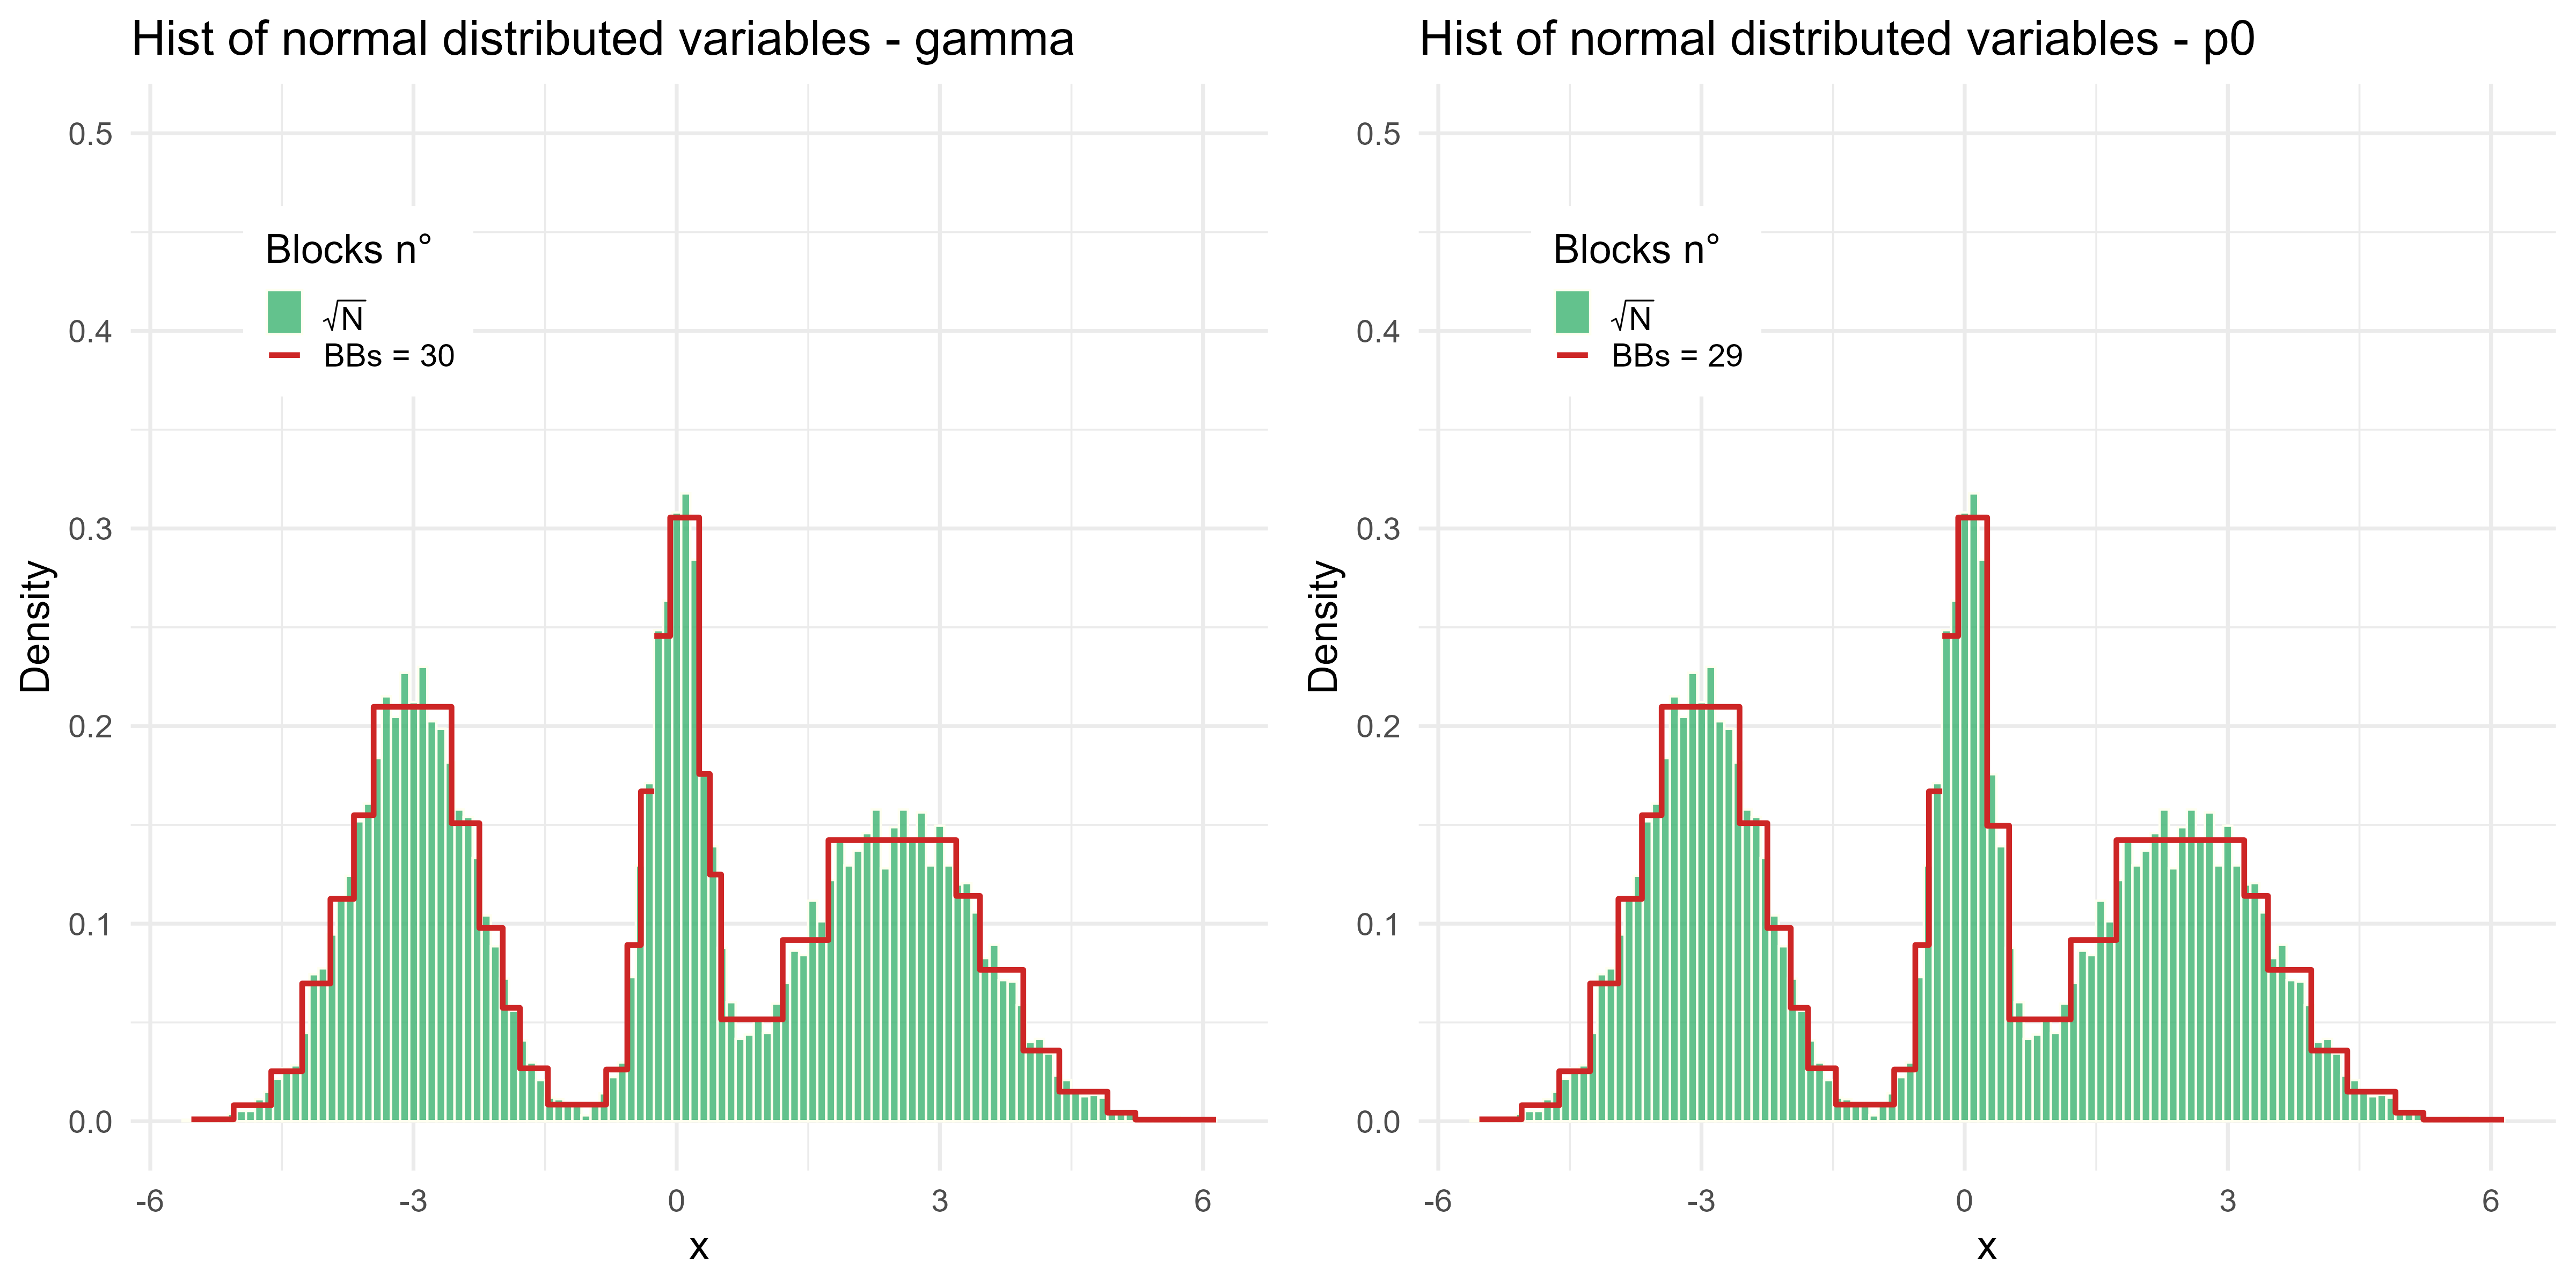 Hist of normal distributed variables - gamma
0.5
0.4
0.3
0.2
0.1
0.0
Density
Blocks n°
√N
BBs = 30
-6
-3
0
3
6
x
Hist of normal distributed variables - p0
0.5
0.4
0.3
0.2
0.1
0.0
Density
Blocks n°
√N
BBs = 29
-6
-3
0
3
6
x